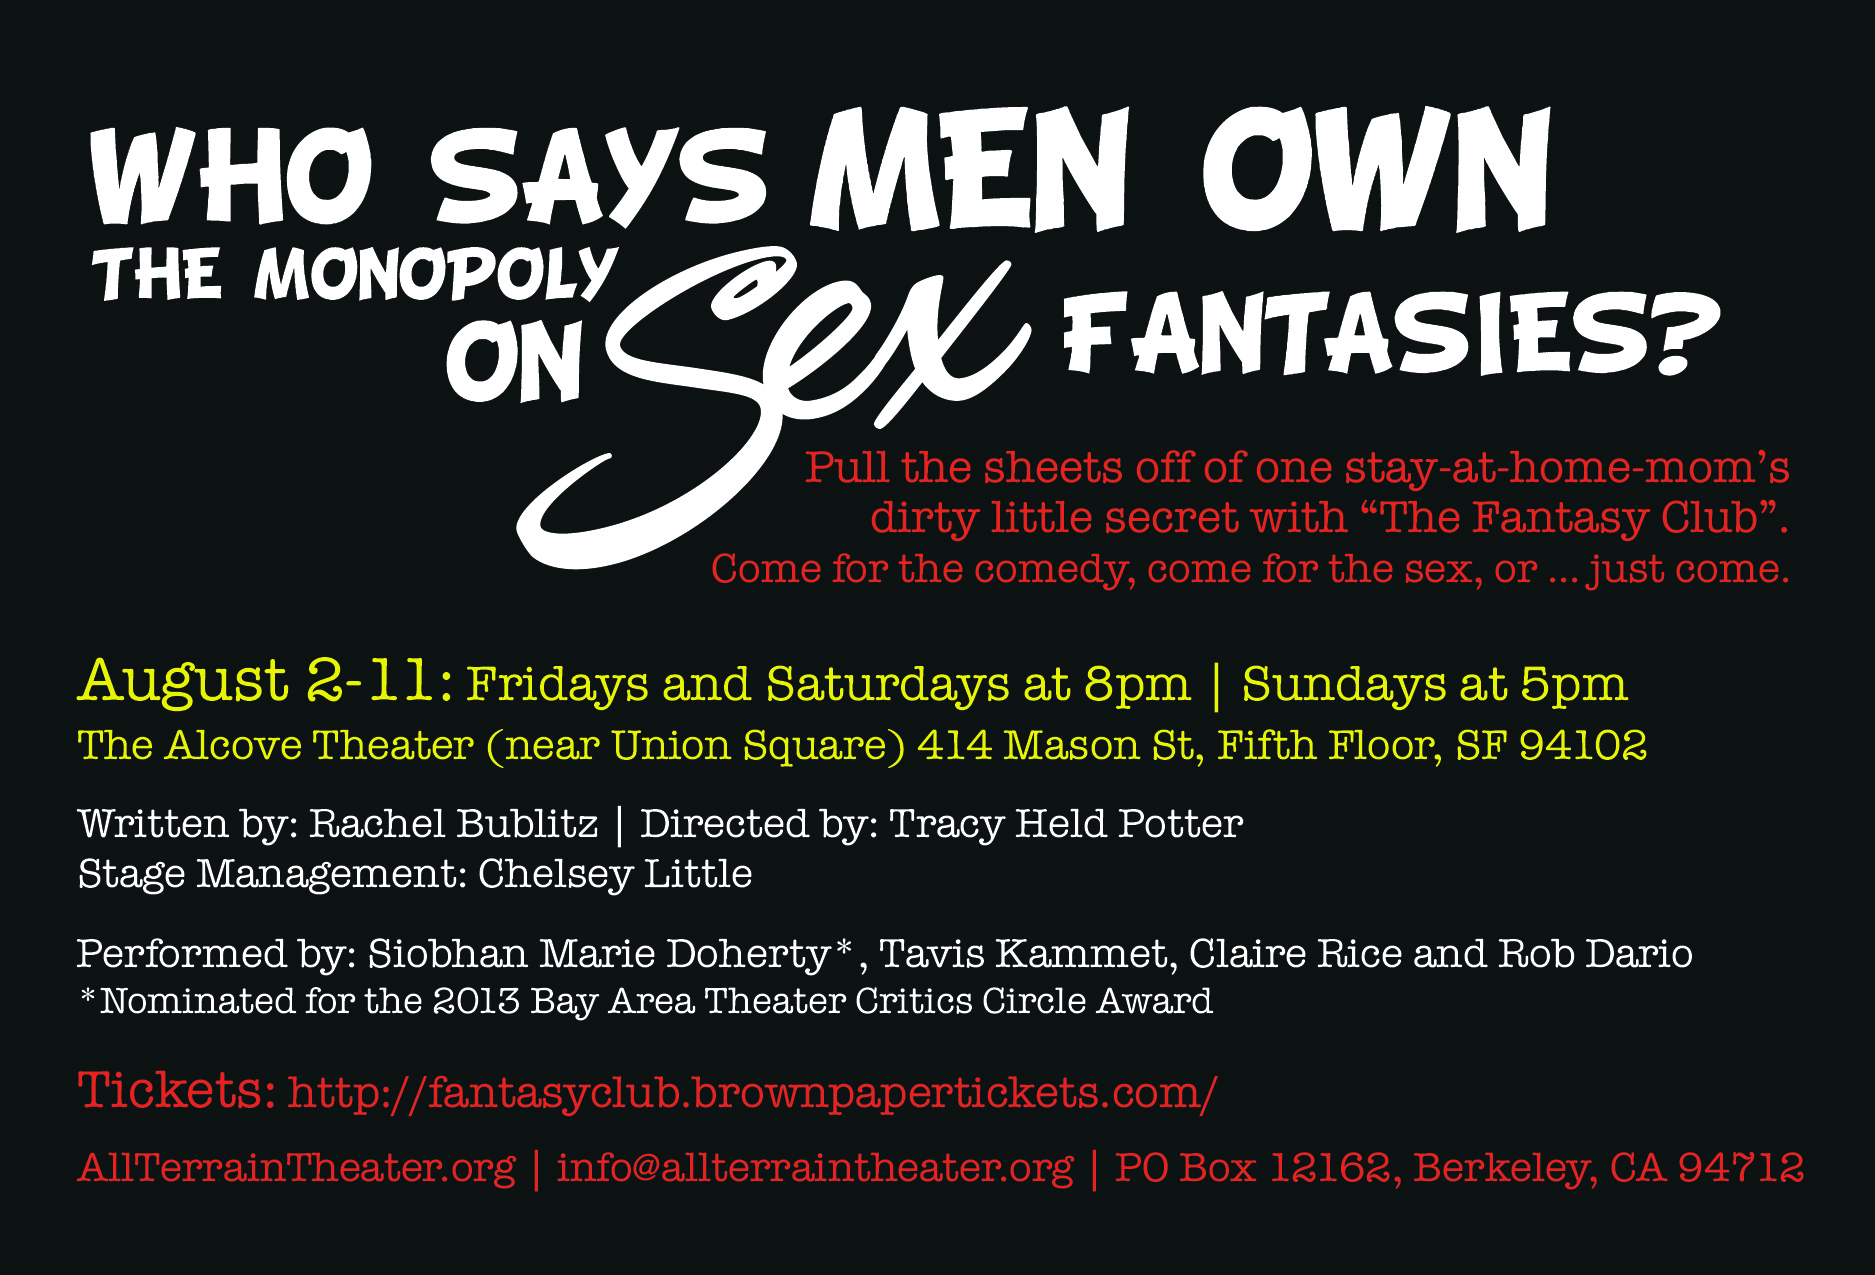 WHO SAYS MEN OWN
THE MONOPOLY
ON Sex FANTASIES?
Pull the sheets off of one stay-at-home-mom’s
dirty little secret with “The Fantasy Club”.
Come for the comedy, come for the sex, or ... just come.
August 2-11: Fridays and Saturdays at 8pm | Sundays at 5pm
The Alcove Theater (near Union Square) 414 Mason St, Fifth Floor, SF 94102
Written by: Rachel Bublitz | Directed by: Tracy Held Potter
Stage Management: Chelsey Little
Performed by: Siobhan Marie Doherty*, Tavis Kammet, Claire Rice and Rob Dario
*Nominated for the 2013 Bay Area Theater Critics Circle Award
Tickets: http://fantasyclub.brownpapertickets.com/
AllTerrainTheater.org | info@allterraintheater.org | PO Box 12162, Berkeley, CA 94712